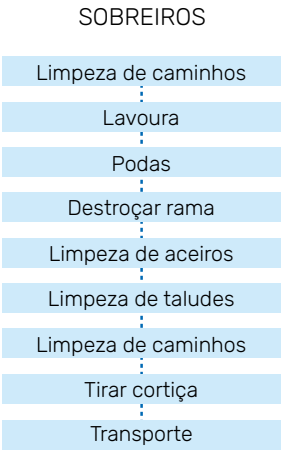 SOBREIROS
Limpeza de caminhos
Lavoura
Podas
Destroçar rama
Limpeza de aceiros
Limpeza de taludes
Limpeza de caminhos
Tirar cortiça
Transporte